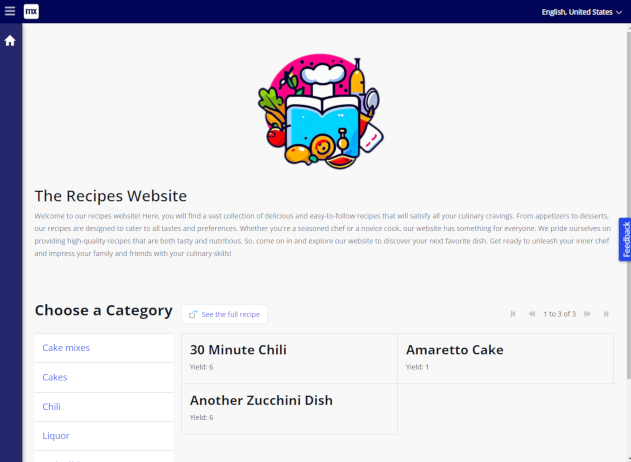 mx
English, United States
The Recipes Website
Welcome to our recipes website! Here, you will find a vast collection of delicious and easy-to-follow recipes that will satisfy all your culinary cravings. From appetizers to desserts,
our recipes are designed to cater to all tastes and preferences. Whether you're a seasoned chef or a novice cook, our website has something for everyone. We pride ourselves on
providing high-quality recipes that are both tasty and nutritious. So, come on in and explore our website to discover your next favorite dish. Get ready to unleash your inner chef
and impress your family and friends with your culinary skills!
Feedback
Choose a Category
See the full recipe
1 to 3 of 3
Cake mixes
Cakes
Chili
Liquor
30 Minute Chili
Yield: 6
Amaretto Cake
Yield: 1
Another Zucchini Dish
Yield: 6